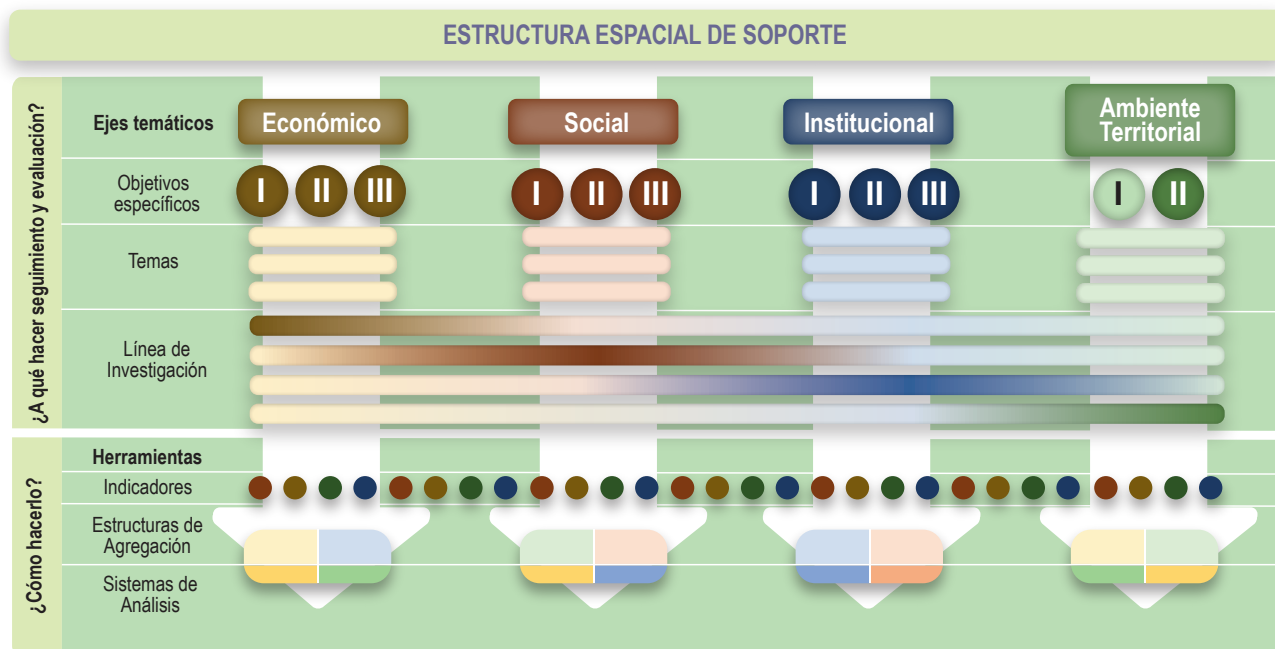 ESTRUCTURA ESPACIAL DE SOPORTE
¿A qué hacer seguimiento y evaluación?
Ejes temáticos
Económico
Social
Institucional
Ambiente
Territorial
Objetivos
específicos
I II III
I II III
I II III
I II
Temas
Línea de
Investigación
¿Cómo hacerlo?
Herramientas
Indicadores
Estructuras de
Agregación
Sistemas de
Análisis